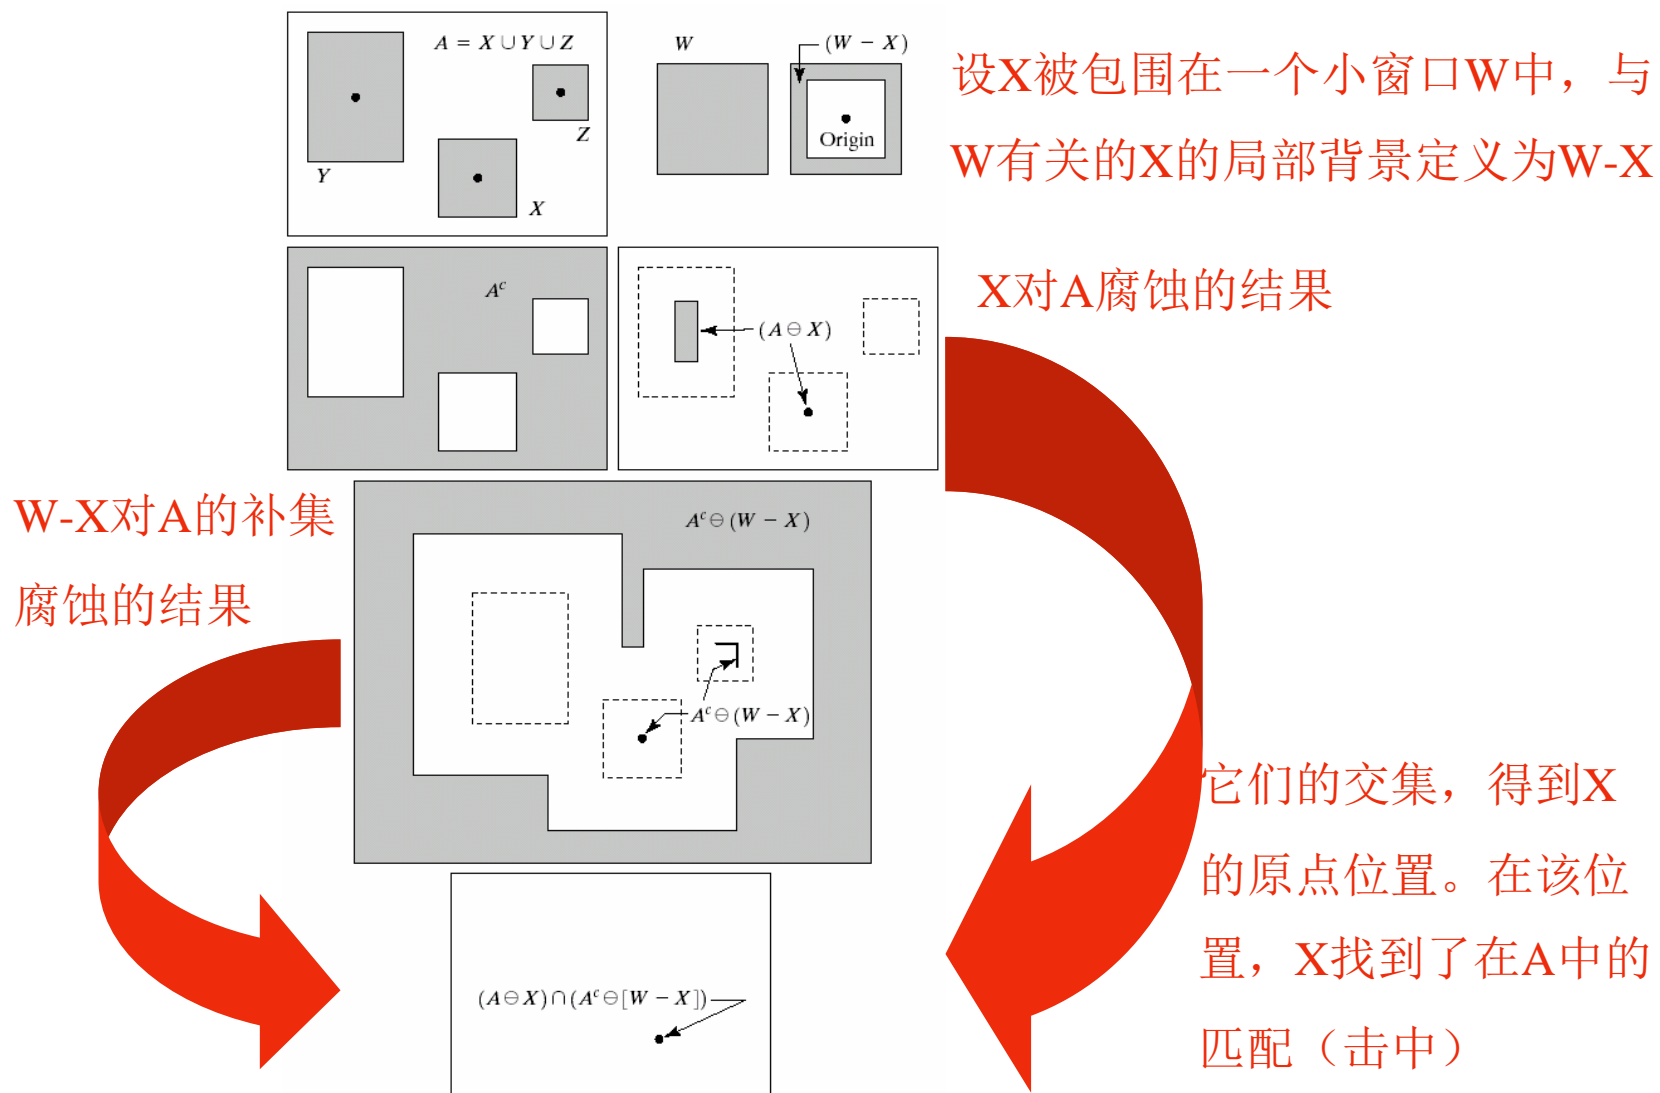 A = X ∪ Y ∪ Z
Y
X
Z
W
(W − X)
Origin
设X被包围在一个小窗口W中，与
W有关的X的局部背景定义为W-X
Aᶜ
(A ⊖ X)
X对A腐蚀的结果
W-X对A的补集
腐蚀的结果
Aᶜ ⊖ (W − X)
Aᶜ ⊖ (W − X)
它们的交集，得到X
的原点位置。在该位
置，X找到了在A中的
匹配（击中）
(A ⊖ X) ∩ (Aᶜ ⊖ [W − X])